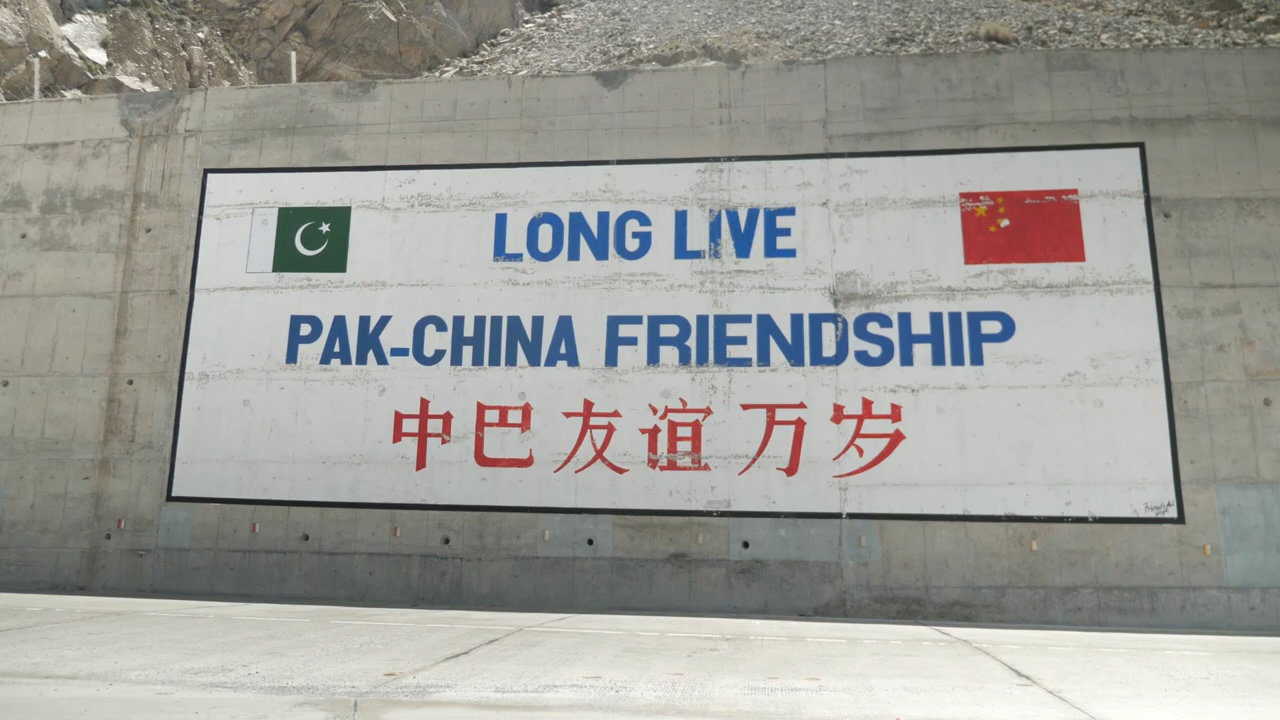 LONG LIVE
PAK-CHINA FRIENDSHIP
中巴友谊万岁